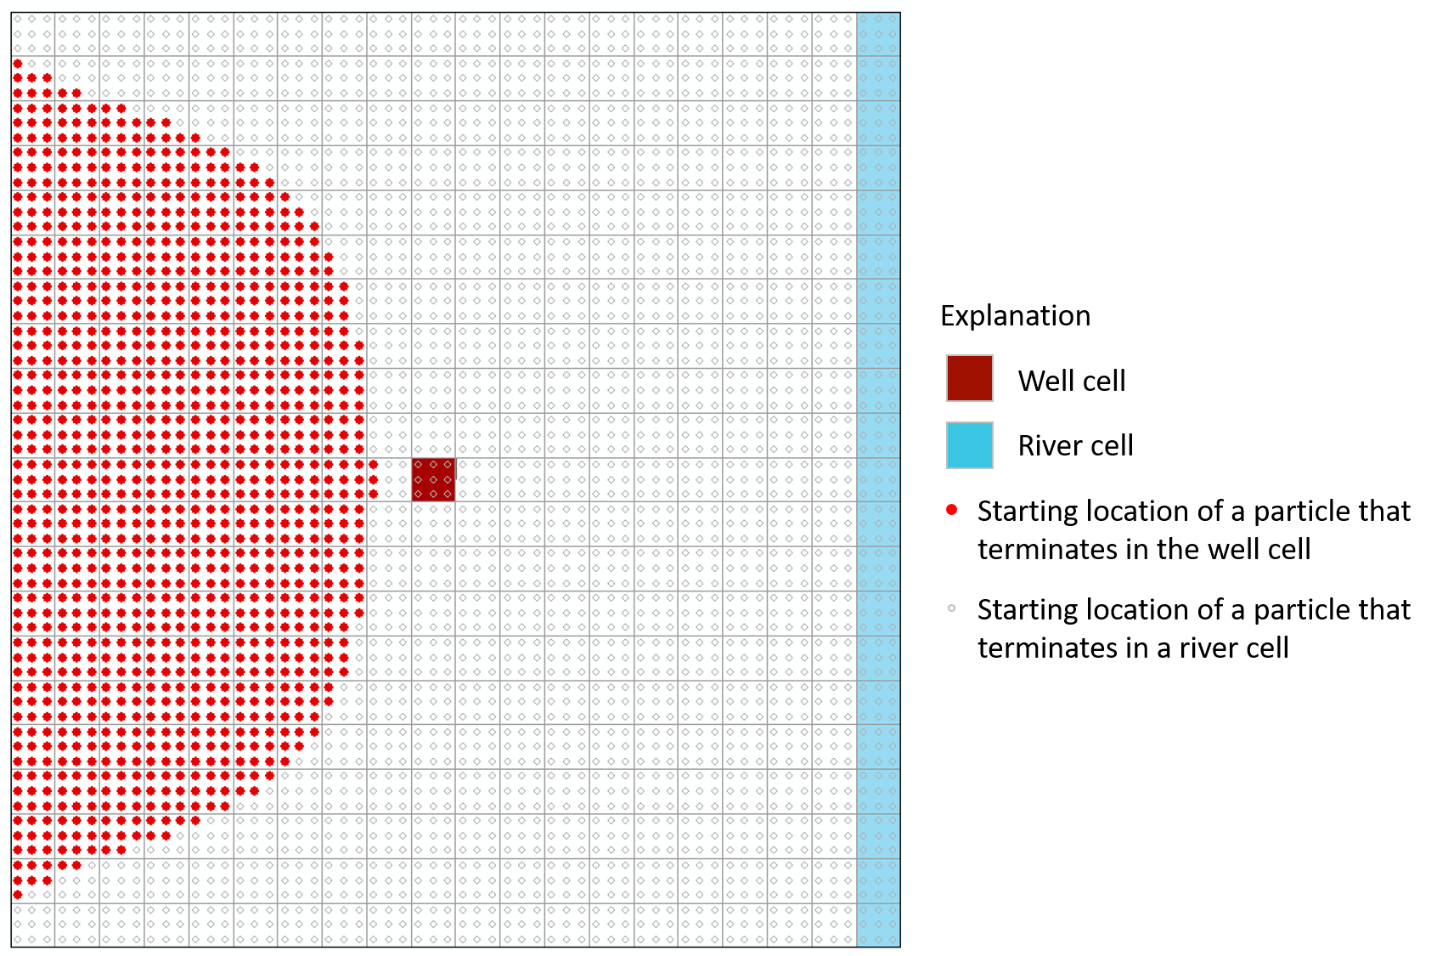 Explanation
Well cell
River cell
Starting location of a particle that
terminates in the well cell
Starting location of a particle that
terminates in a river cell